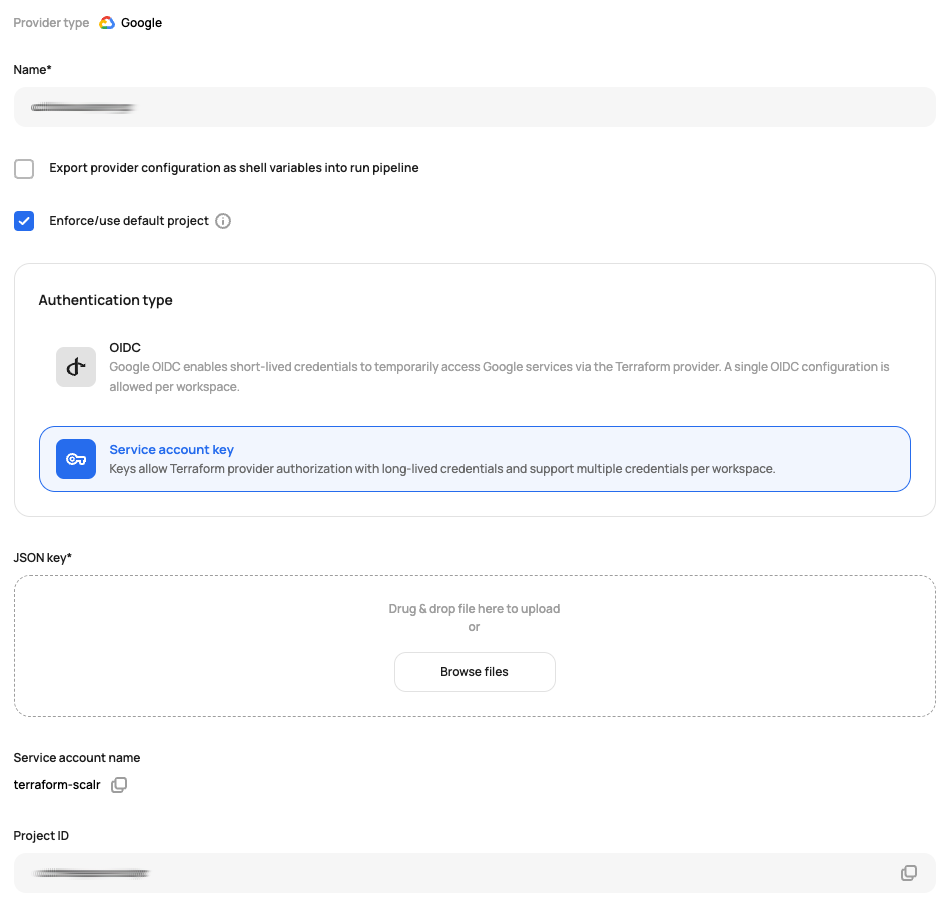 Provider type Google
Name*
Export provider configuration as shell variables into run pipeline
Enforce/use default project
Authentication type
OIDC
Google OIDC enables short-lived credentials to temporarily access Google services via the Terraform provider. A single OIDC configuration is
allowed per workspace.
Service account key
Keys allow Terraform provider authorization with long-lived credentials and support multiple credentials per workspace.
JSON key*
Drug & drop file here to upload
or
Browse files
Service account name
terraform-scalr
Project ID